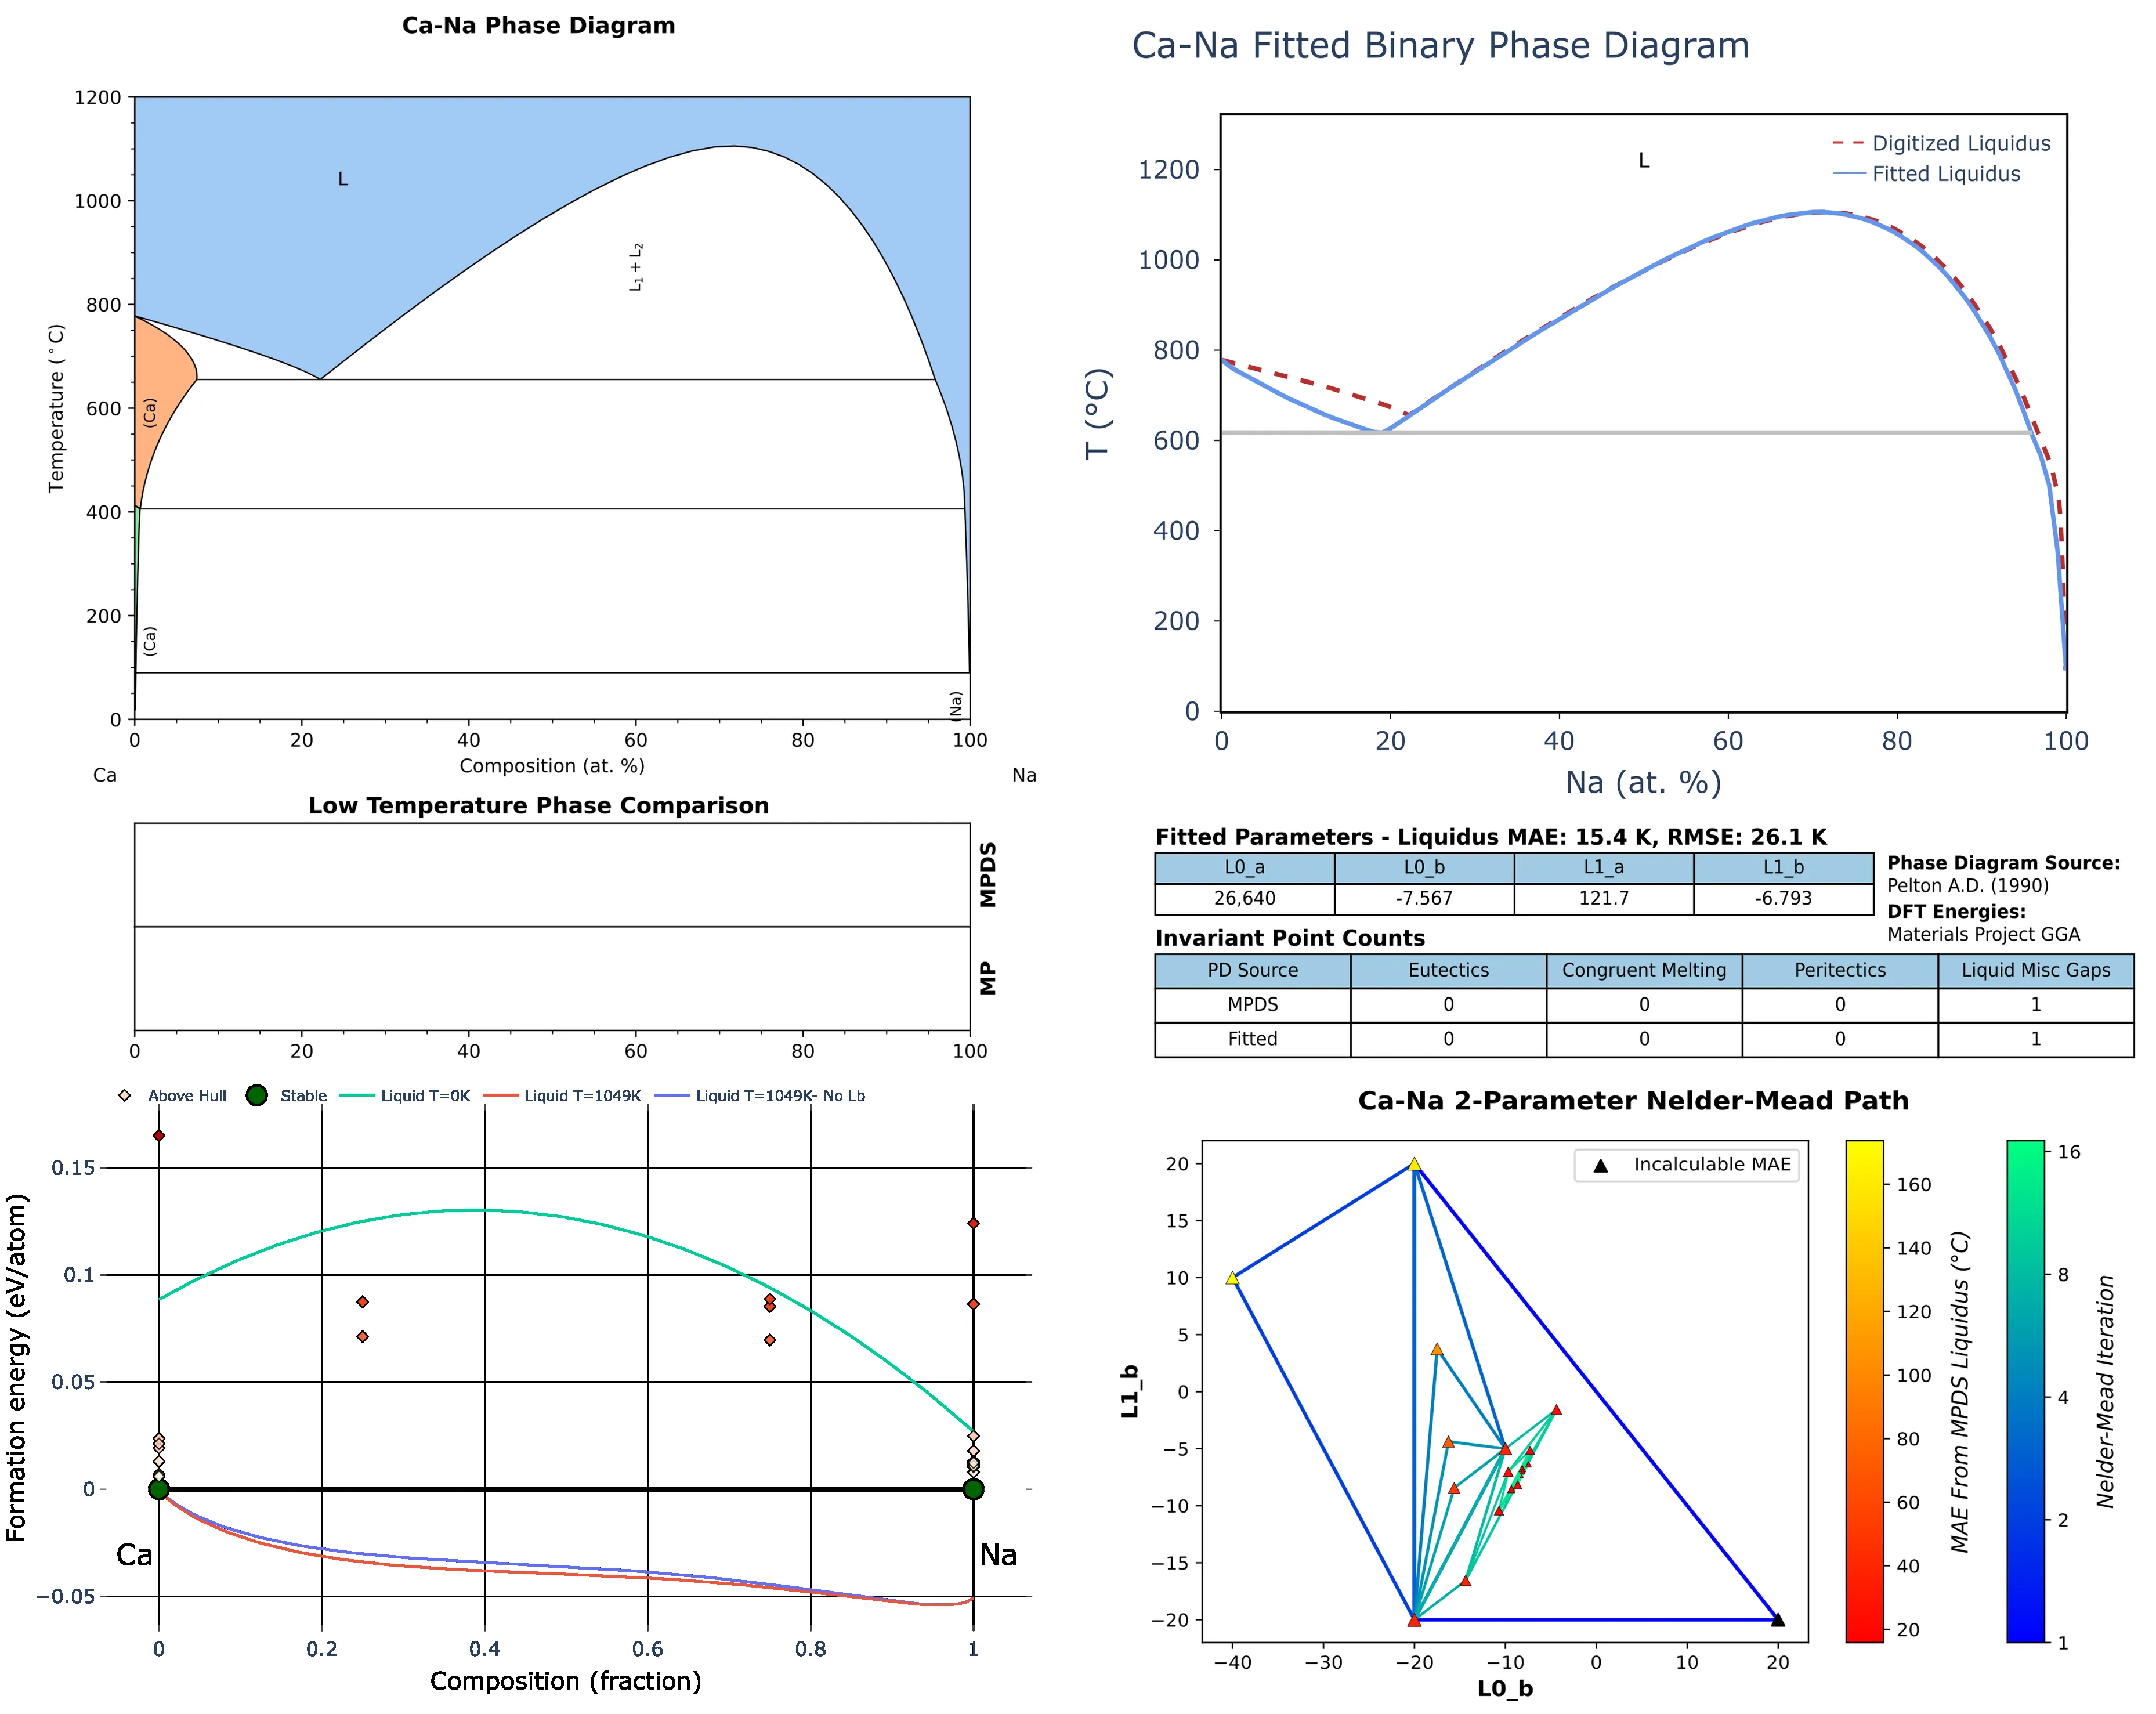 Ca-Na Phase Diagram
1200
1000
800
600
400
200
0
Temperature (°C)
L
L1 + L2
(Ca)
(Ca)
(Na)
0 20 40 60 80 100
Composition (at. %)
Ca Na
Ca-Na Fitted Binary Phase Diagram
L
Digitized Liquidus
Fitted Liquidus
1200
1000
800
600
400
200
0
T (°C)
0 20 40 60 80 100
Na (at. %)
Low Temperature Phase Comparison
MPDS
MP
0 20 40 60 80 100
Fitted Parameters - Liquidus MAE: 15.4 K, RMSE: 26.1 K
L0_a L0_b L1_a L1_b
26,640 -7.567 121.7 -6.793
Phase Diagram Source:
Pelton A.D. (1990)
DFT Energies:
Materials Project GGA
Invariant Point Counts
PD Source Eutectics Congruent Melting Peritectics Liquid Misc Gaps
MPDS 0 0 0 1
Fitted 0 0 0 1
Above Hull Stable Liquid T=0K Liquid T=1049K Liquid T=1049K- No Lb
0.15
0.1
0.05
0
−0.05
Formation energy (eV/atom)
Ca Na
0 0.2 0.4 0.6 0.8 1
Composition (fraction)
Ca-Na 2-Parameter Nelder-Mead Path
Incalculable MAE
20
15
10
5
0
−5
−10
−15
−20
L1_b
−40 −30 −20 −10 0 10 20
L0_b
160
140
120
100
80
60
40
20
MAE From MPDS Liquidus (°C)
16
8
4
2
1
Nelder-Mead Iteration